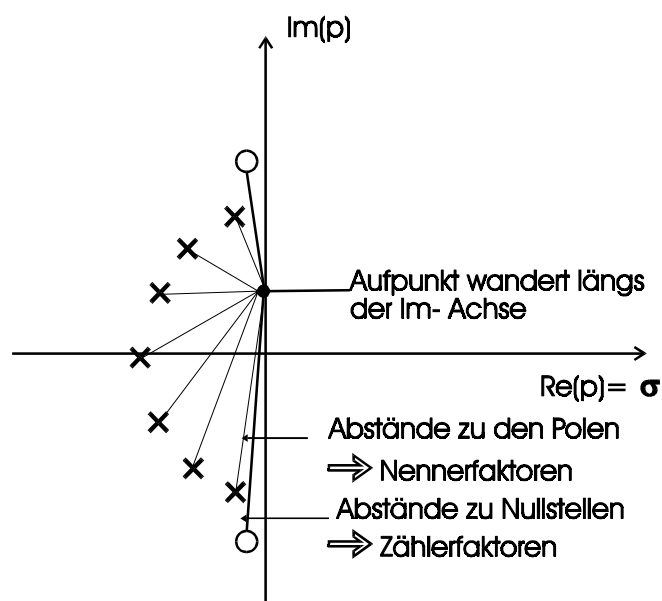 Im(p)
Aufpunkt wandert längs
der Im- Achse
Re(p)= σ
Abstände zu den Polen
⇒ Nennerfaktoren
Abstände zu Nullstellen
⇒ Zählerfaktoren